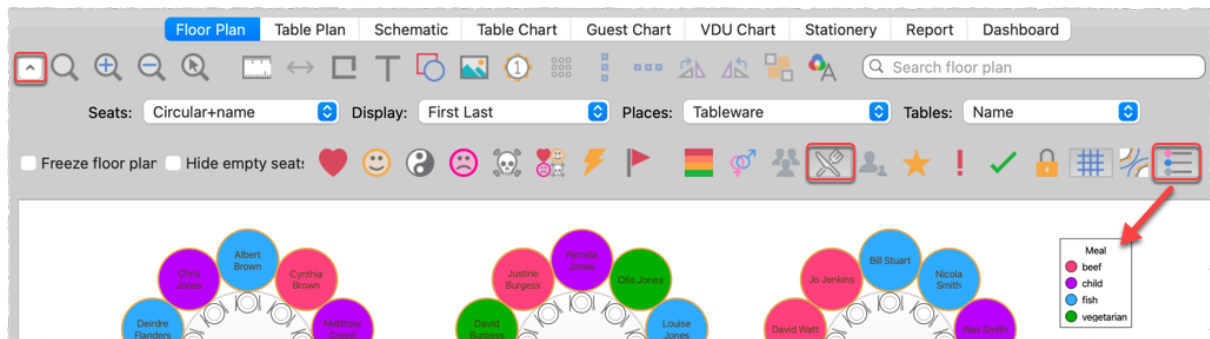 Floor Plan Table Plan Schematic Table Chart Guest Chart VDU Chart Stationery Report Dashboard
1 Search floor plan
Seats: Circular+name Display: First Last Places: Tableware Tables: Name
Freeze floor plar Hide empty seat:
Albert
Brown
Chris
Jones
Cynthia
Brown
Deirdre
Flanders
Matthew
Pamela
Jones
Justine
Burgess
Otis Jones
David
Burgess
Louise
Jones
Bill Stuart
Jo Jenkins
Nicola
Smith
David Watt
Alex Smith
Meal
beef
child
fish
vegetarian